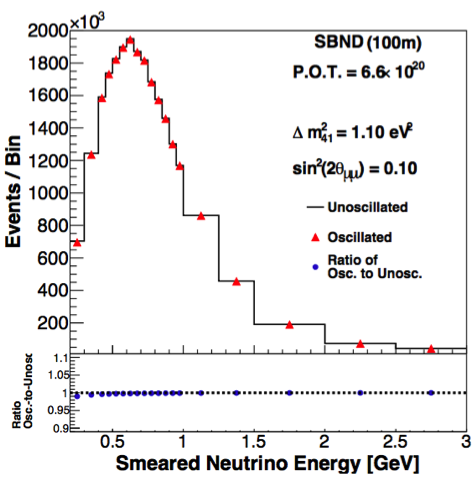 ×10³
2000
1800
1600
1400
1200
1000
800
600
400
200
Events / Bin
SBND (100m)
P.O.T. = 6.6× 10²⁰
Δ m²₄₁ = 1.10 eV²
sin²(2θμμ) = 0.10
Unoscillated
Oscillated
Ratio of
Osc. to Unosc.
1.1
1.05
1
0.95
0.9
Ratio
Osc.-to-Unosc
0.5 1 1.5 2 2.5 3
Smeared Neutrino Energy [GeV]